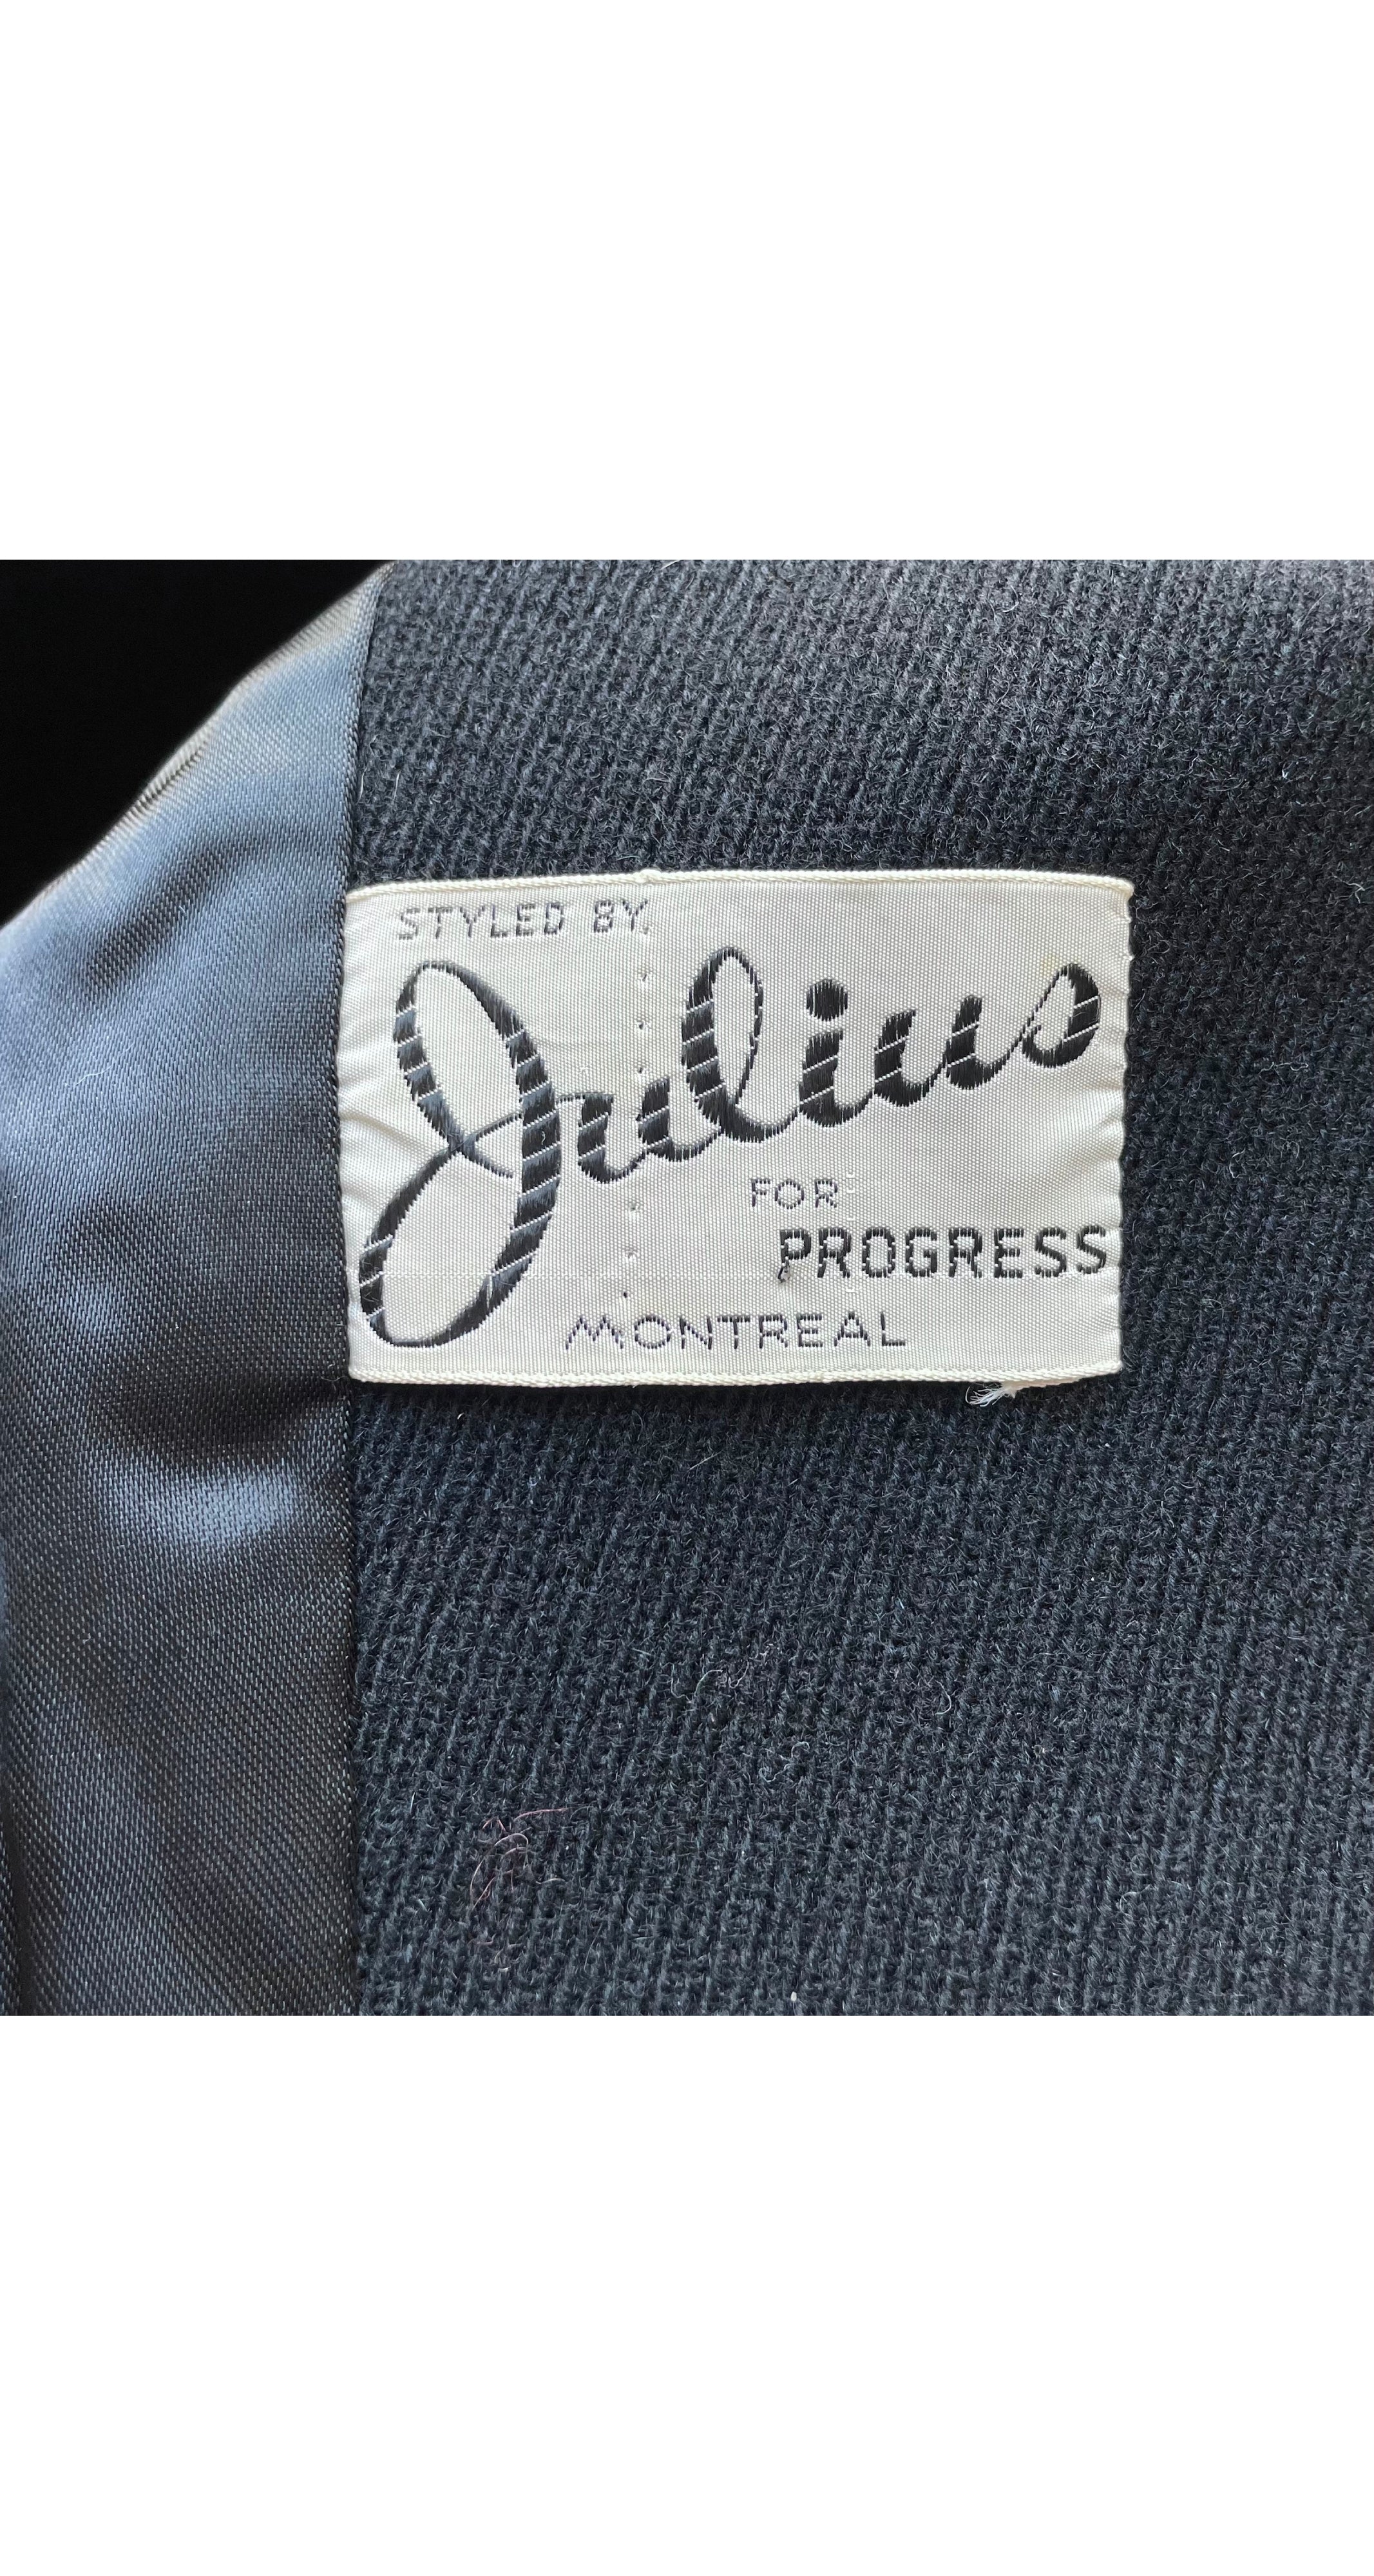 STYLED BY.
Julius
FOR
PROGRESS
MONTREAL